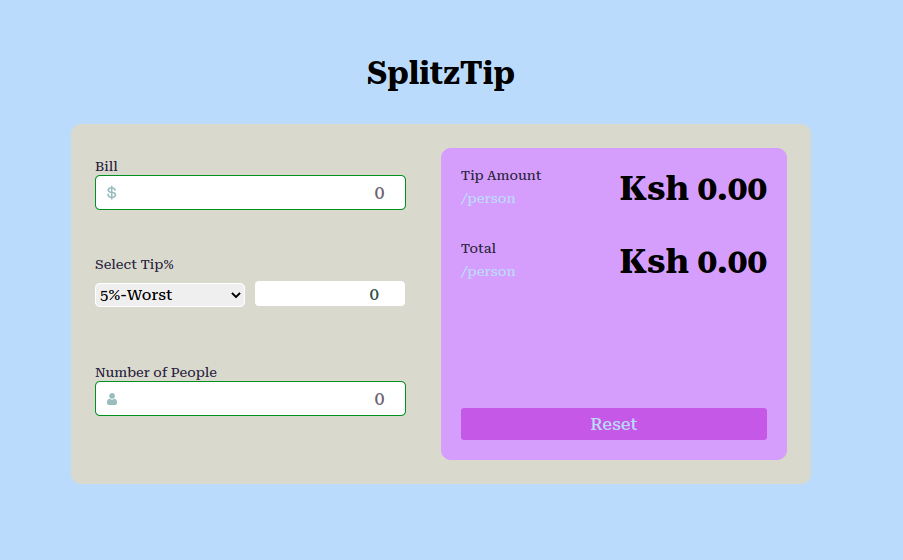 SplitzTip
Bill
$ 0
Select Tip%
5%-Worst 0
Number of People
0
Tip Amount
/person
Ksh 0.00
Total
/person
Ksh 0.00
Reset